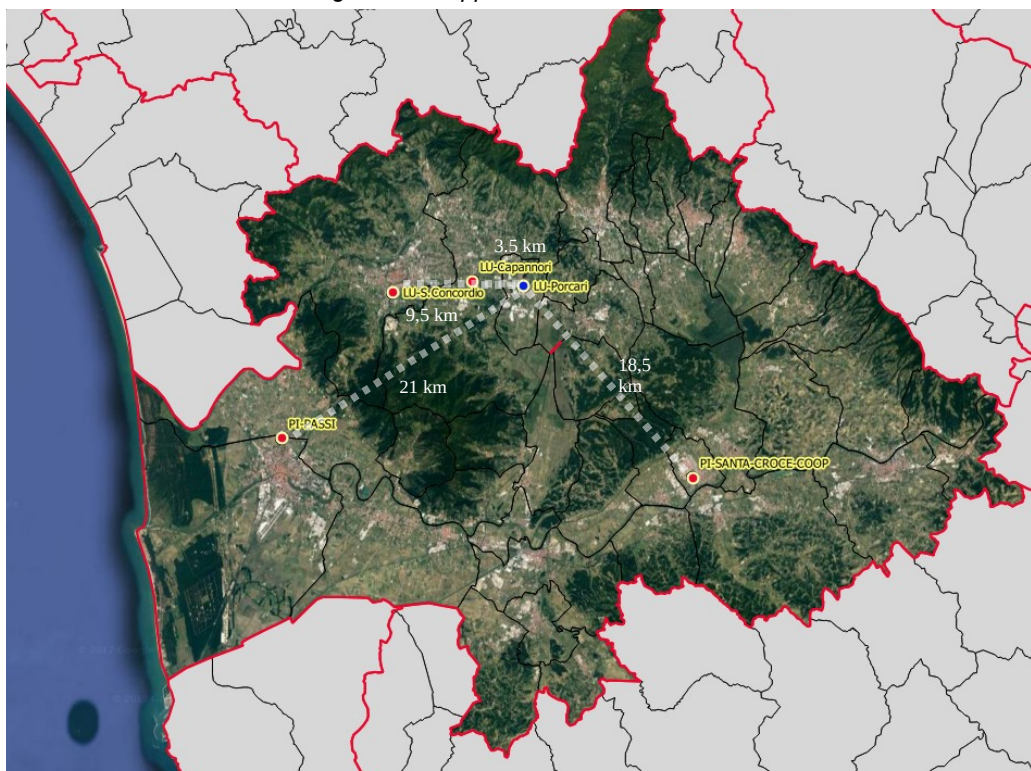 3.5 km
LU-Capannori
LU-S.Concordio
LU-Porcari
9,5 km
18,5
km
21 km
PI-PASSI
PI-SANTA-CROCE-COOP